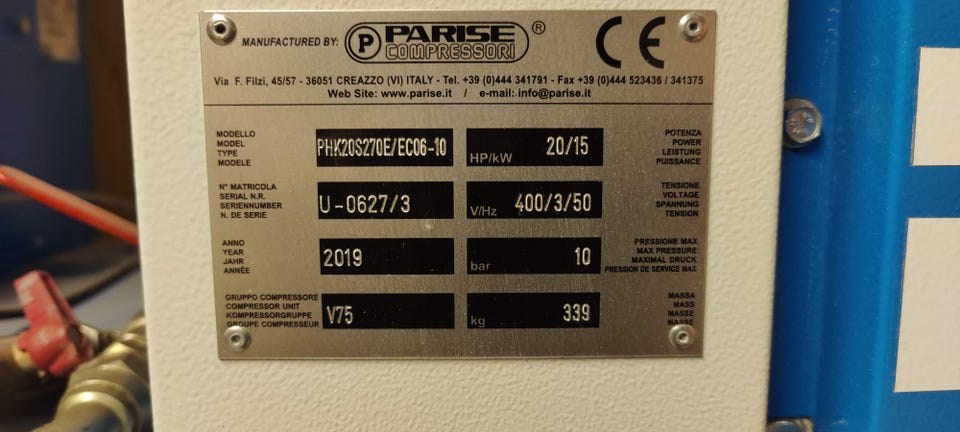 MANUFACTURED BY: P PARISE COMPRESSORI ® CE
Via F. Filzi, 45/57 - 36051 CREAZZO (VI) ITALY - Tel. +39 (0)444 341791 - Fax +39 (0)444 523436 / 341375
Web Site: www.parise.it / e-mail: info@parise.it
MODELLO
MODEL
TYPE
MODELE
PHK20S270E/EC06-10
HP/kW 20/15
POTENZA
POWER
LEISTUNG
PUISSANCE
N° MATRICOLA
SERIAL N.R.
SERIENNUMBER
N. DE SERIE
U-0627/3
V/Hz 400/3/50
TENSIONE
VOLTAGE
SPANNUNG
TENSION
ANNO
YEAR
JAHR
ANNÉE
2019
bar 10
PRESSIONE MAX
MAX PRESSURE
MAXIMAL DRUCK
PRESSION DE SERVICE MAX
GRUPPO COMPRESSORE
COMPRESSOR UNIT
KOMPRESSORGRUPPE
GROUPE COMPRESSEUR
V75
kg 339
MASSA
MASS
MASSE
MASSE